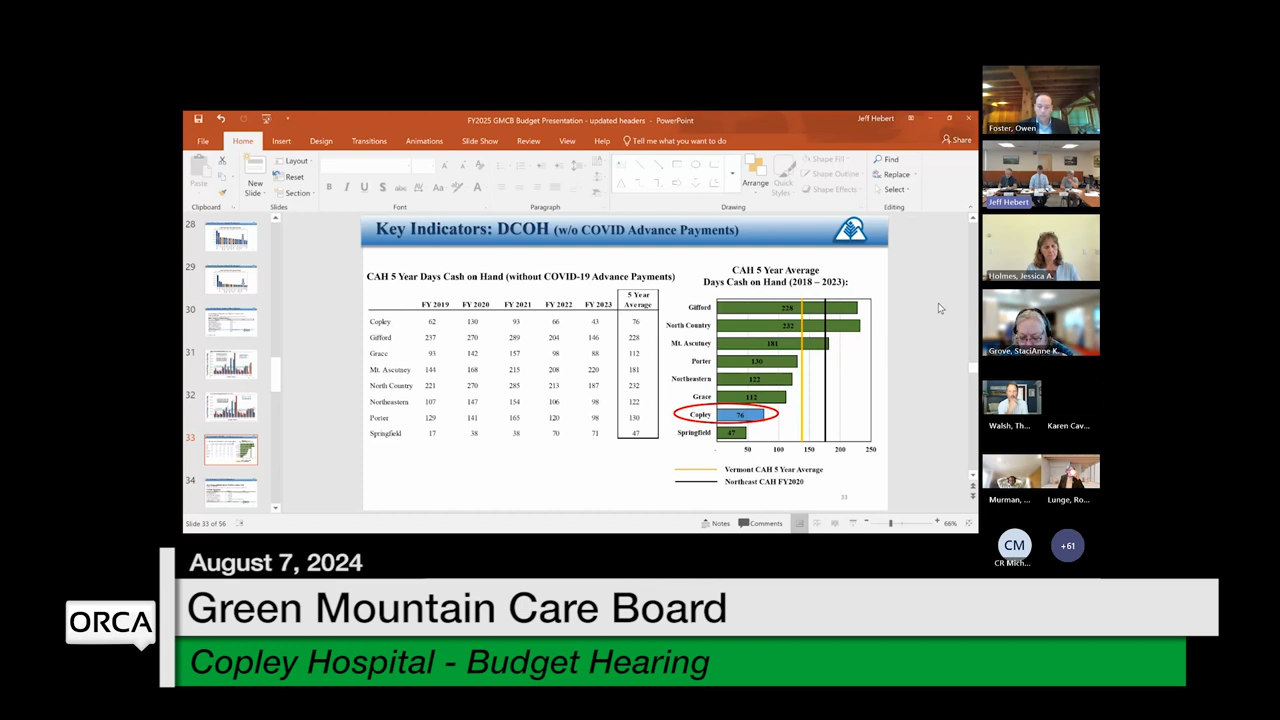 FY2025 GMCB Budget Presentation - updated headers - PowerPoint
Jeff Hebert
File Home Insert Design Transitions Animations Slide Show Review View Help Tell me what you want to do
Share
Paste
Clipboard
New Slide
Layout
Reset
Section
Slides
Font
Paragraph
Arrange
Quick Styles
Shape Fill
Shape Outline
Shape Effects
Drawing
Find
Replace
Select
Editing
28
29
30
31
32
33
34
Key Indicators: DCOH (w/o COVID Advance Payments)
CAH 5 Year Days Cash on Hand (without COVID-19 Advance Payments)
FY 2019 FY 2020 FY 2021 FY 2022 FY 2023 5 Year Average
Copley 62 130 93 66 43 76
Gifford 237 270 289 204 146 228
Grace 93 142 157 98 88 112
Mt. Ascutney 144 168 215 208 220 181
North Country 221 270 285 213 187 232
Northeastern 107 147 154 106 98 122
Porter 129 141 165 120 98 130
Springfield 17 38 38 70 71 47
CAH 5 Year Average
Days Cash on Hand (2018 – 2023):
Gifford 228
North Country 232
Mt. Ascutney 181
Porter 130
Northeastern 122
Grace 112
Copley 76
Springfield 47
- 50 100 150 200 250
Vermont CAH 5 Year Average
Northeast CAH FY2020
33
Slide 33 of 56
Notes
Comments
66%
Foster, Owen
Jeff Hebert
Holmes, Jessica A.
Grove, StaciAnne K.
Walsh, Th...
Karen Cav...
Murman, ...
Lunge, Ro...
CM
CR Mich...
+61
August 7, 2024
ORCA
Green Mountain Care Board
Copley Hospital - Budget Hearing